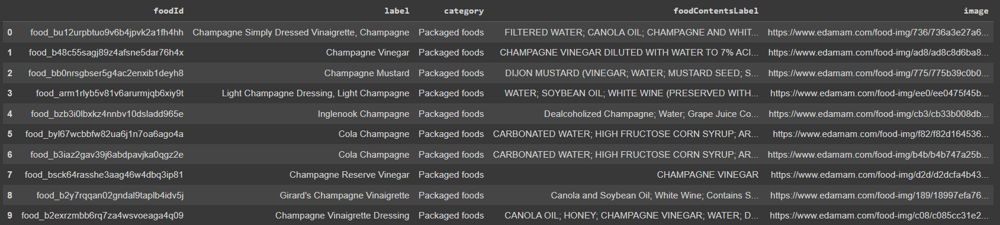 foodId label category foodContentsLabel image
0 food_bu12urpbtuo9v6b4jpvk2a1fh4hh Champagne Simply Dressed Vinaigrette, Champagne Packaged foods FILTERED WATER; CANOLA OIL; CHAMPAGNE AND WHIT... https://www.edamam.com/food-img/736/736a3e27a6...
1 food_b48c55sagj89z4afsne5dar76h4x Champagne Vinegar Packaged foods CHAMPAGNE VINEGAR DILUTED WITH WATER TO 7% ACI... https://www.edamam.com/food-img/ad8/ad8c8d6ba8...
2 food_bb0nrsgbser5g4ac2enxib1deyh8 Champagne Mustard Packaged foods DIJON MUSTARD (VINEGAR; WATER; MUSTARD SEED; S... https://www.edamam.com/food-img/775/775b39c0b0...
3 food_arm1rlyb5v81v6arurmjqb6xiy9t Light Champagne Dressing, Light Champagne Packaged foods WATER; SOYBEAN OIL; WHITE WINE (PRESERVED WITH... https://www.edamam.com/food-img/ee0/ee0475f45b...
4 food_bzb3i0lbxkz4nnbv10dsladd965e Inglenook Champagne Packaged foods Dealcoholized Champagne; Water; Grape Juice Co... https://www.edamam.com/food-img/cb3/cb33b008db...
5 food_byl67wcbbfw82ua6j1n7oa6ago4a Cola Champagne Packaged foods CARBONATED WATER; HIGH FRUCTOSE CORN SYRUP; AR... https://www.edamam.com/food-img/f82/f82d164536...
6 food_b3iaz2gav39j6abdpavjka0qgz2e Cola Champagne Packaged foods CARBONATED WATER; HIGH FRUCTOSE CORN SYRUP; AR... https://www.edamam.com/food-img/b4b/b4b747a25b...
7 food_bsck64rasshe3aag46w4dbq3ip81 Champagne Reserve Vinegar Packaged foods CHAMPAGNE VINEGAR https://www.edamam.com/food-img/d2d/d2dcfa4b43...
8 food_b2y7rqqan02gndal9taplb4idv5j Girard's Champagne Vinaigrette Packaged foods Canola and Soybean Oil; White Wine; Contains S... https://www.edamam.com/food-img/189/18997efa76...
9 food_b2exrzmbb6rq7za4wsvoeaga4q09 Champagne Vinaigrette Dressing Packaged foods CANOLA OIL; HONEY; CHAMPAGNE VINEGAR; WATER; D... https://www.edamam.com/food-img/c08/c085cc31e2...